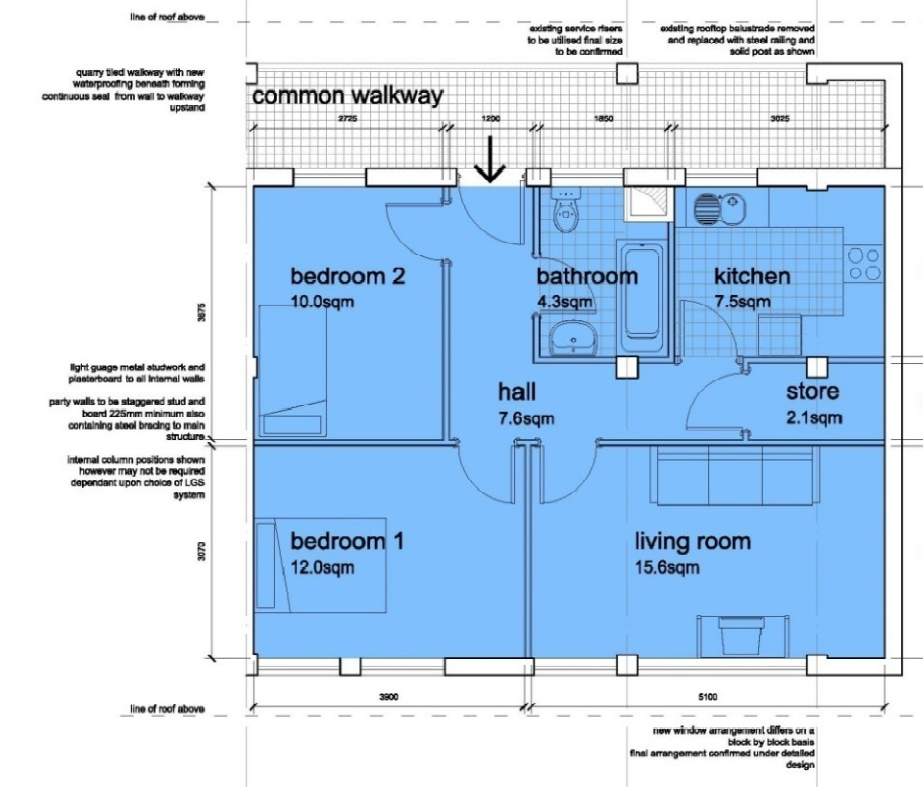 line of roof above
existing service risers
to be utilised final size
to be confirmed
existing rooftop balustrade removed
and replaced with steel railing and
solid post as shown
quarry tiled walkway with new
waterproofing beneath forming
continuous seal from wall to walkway
upstand
common walkway
2725
1200
1850
3025
bedroom 2
10.0sqm
bathroom
4.3sqm
kitchen
7.5sqm
3675
light guage metal studwork and
plasterboard to all internal walls
party walls to be staggered stud and
board 225mm minimum also
containing steel bracing to main
structure
hall
7.6sqm
store
2.1sqm
internal column positions shown
however may not be required
dependant upon choice of LGS
system
3070
bedroom 1
12.0sqm
living room
15.6sqm
3900
5100
line of roof above
new window arrangement differs on a
block by block basis
final arrangement confirmed under detailed
design